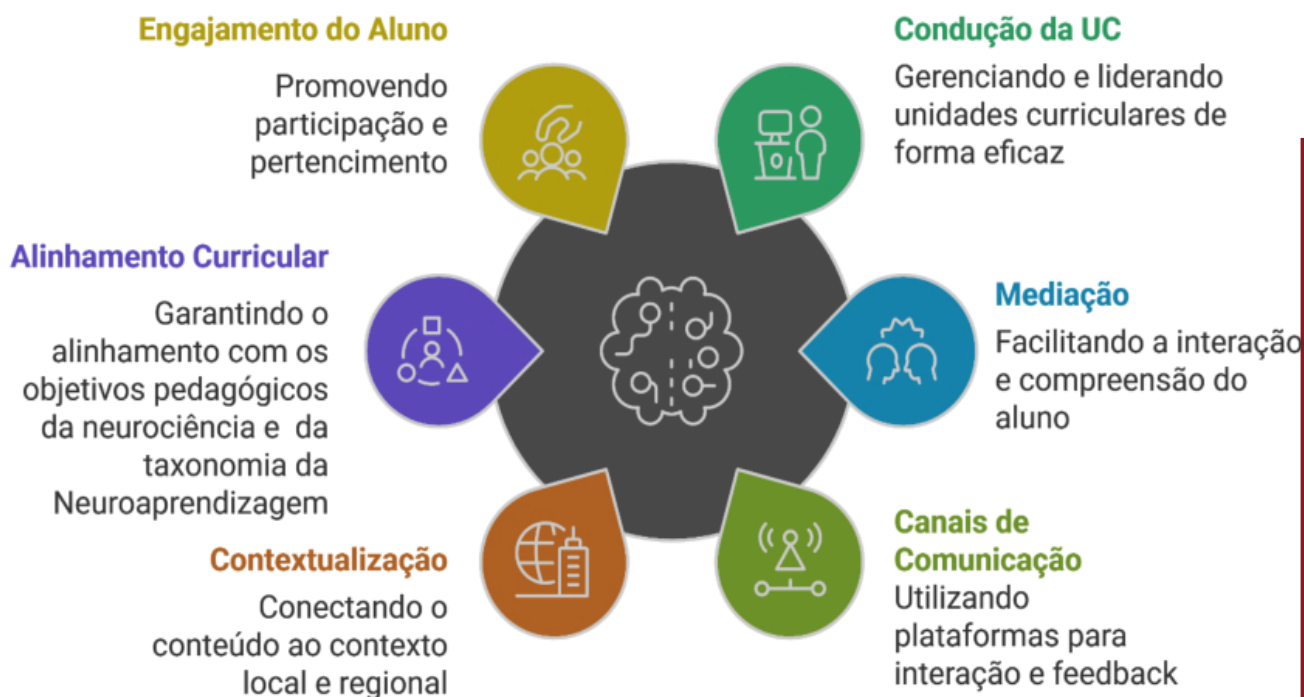 Engajamento do Aluno
Promovendo
participação e
pertencimento
Condução da UC
Gerenciando e liderando
unidades curriculares de
forma eficaz
Alinhamento Curricular
Garantindo o
alinhamento com os
objetivos pedagógicos
da neurociência e da
taxonomia da
Neuroaprendizagem
Mediação
Facilitando a interação
e compreensão do
aluno
Contextualização
Conectando o
conteúdo ao contexto
local e regional
Canais de
Comunicação
Utilizando
plataformas para
interação e feedback